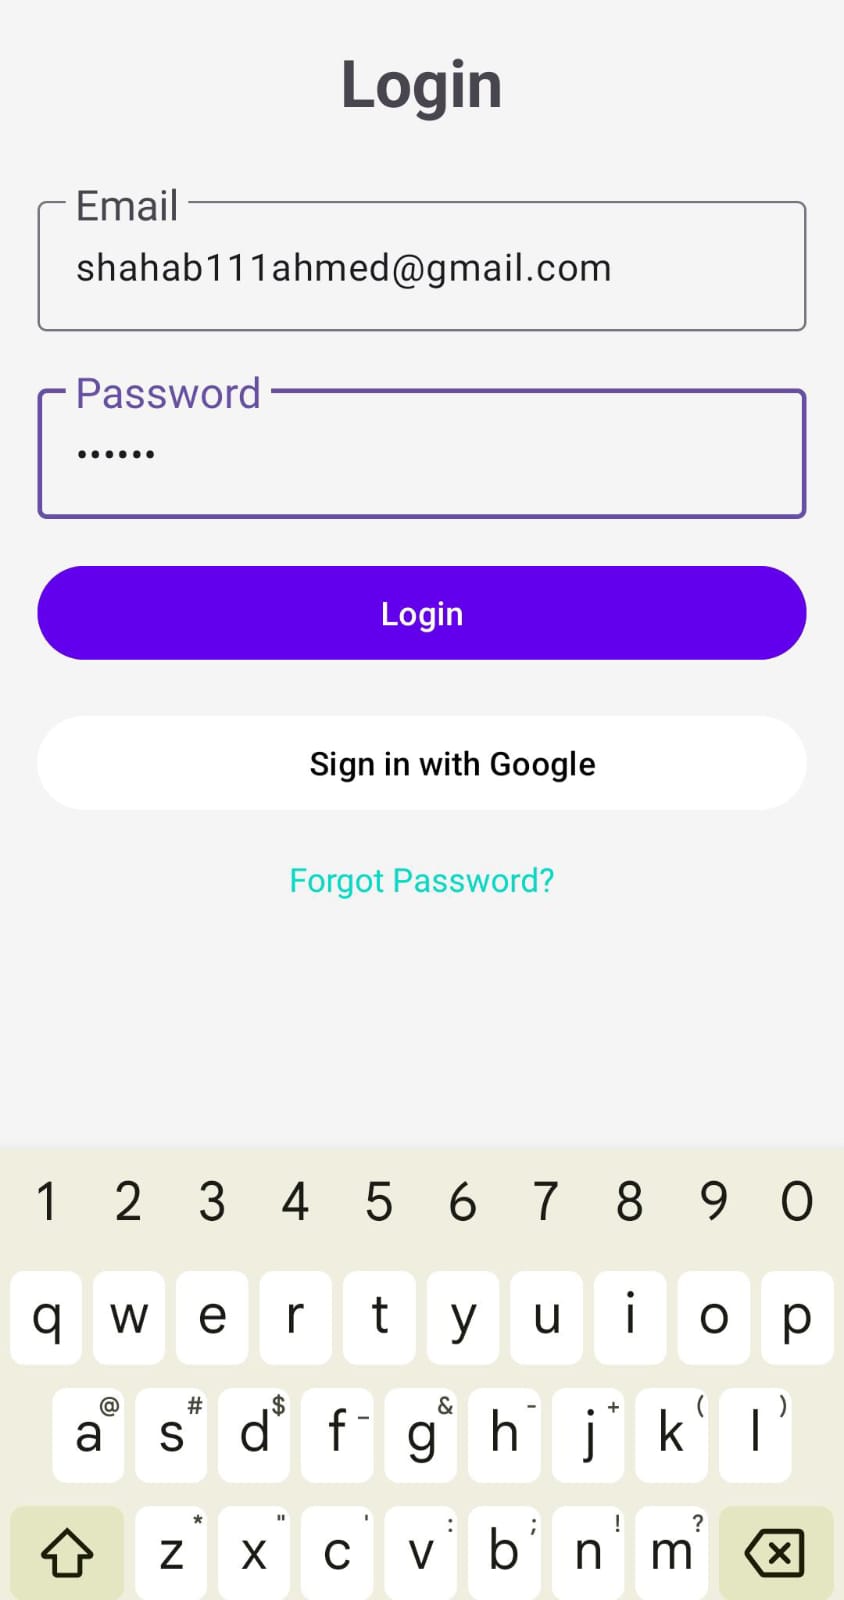 Login
Email
shahab111ahmed@gmail.com
Password
••••••
Login
Sign in with Google
Forgot Password?
1 2 3 4 5 6 7 8 9 0
q w e r t y u i o p
@ # $ _ & - + ( )
a s d f g h j k l
* " ' : ; ! ?
z x c v b n m